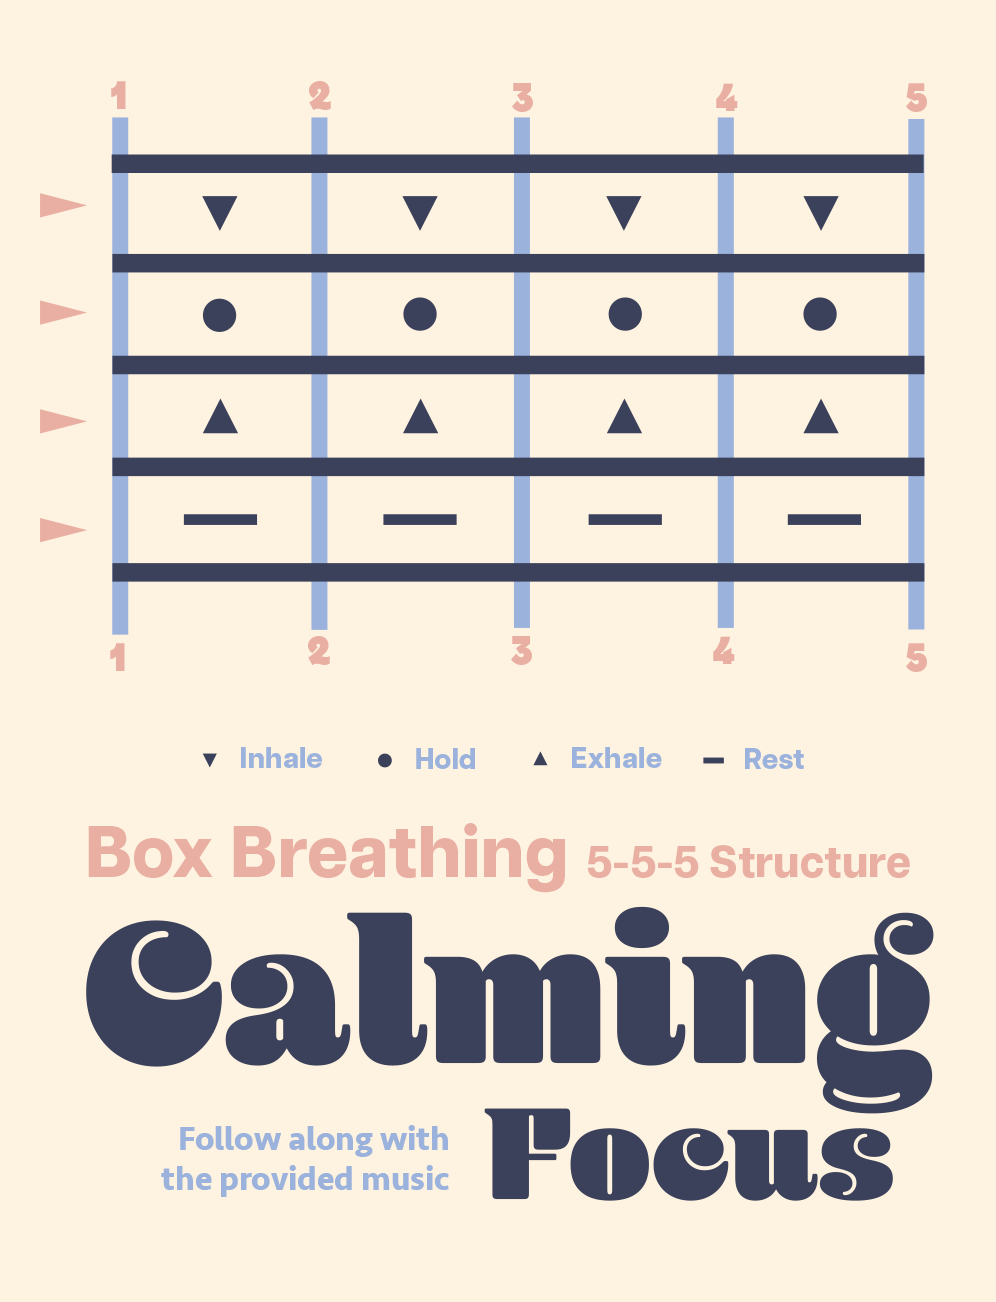 1 2 3 4 5
1 2 3 4 5
Inhale Hold Exhale Rest
Box Breathing 5-5-5 Structure
Calming
Focus
Follow along with
the provided music